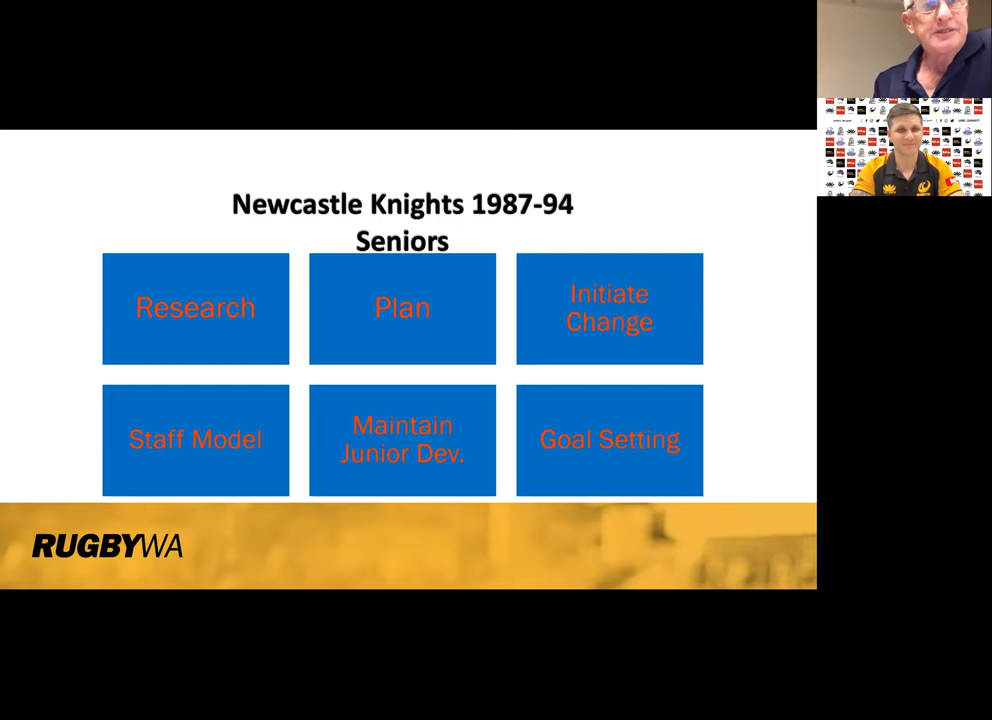 Newcastle Knights 1987-94
Seniors
Research
Plan
Initiate
Change
Staff Model
Maintain
Junior Dev.
Goal Setting
RUGBYWA